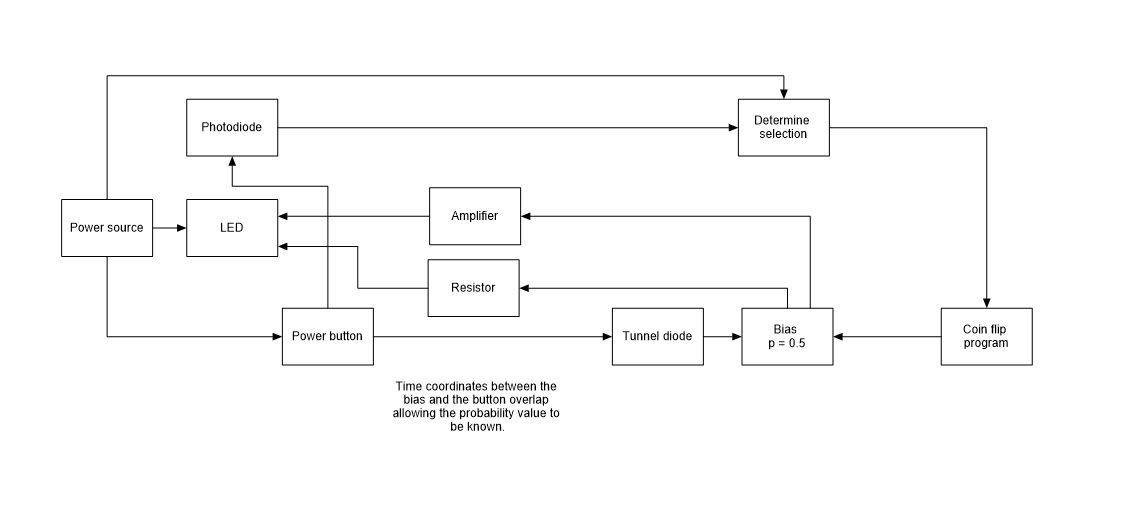 Photodiode
Determine
selection
Power source
LED
Amplifier
Resistor
Power button
Tunnel diode
Bias
p = 0.5
Coin flip
program
Time coordinates between the
bias and the button overlap
allowing the probability value to
be known.